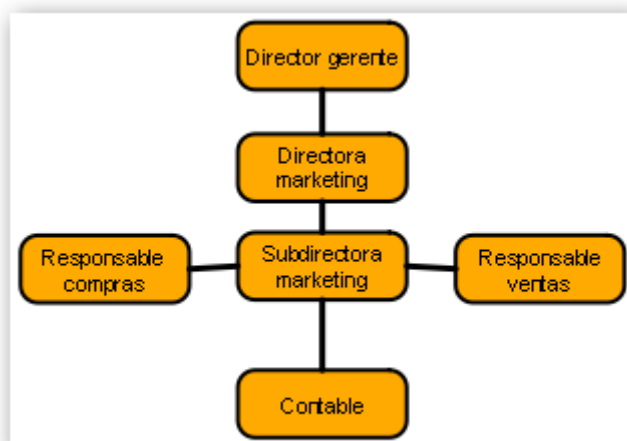 Director gerente
Directora
marketing
Responsable
compras
Subdirectora
marketing
Responsable
ventas
Contable